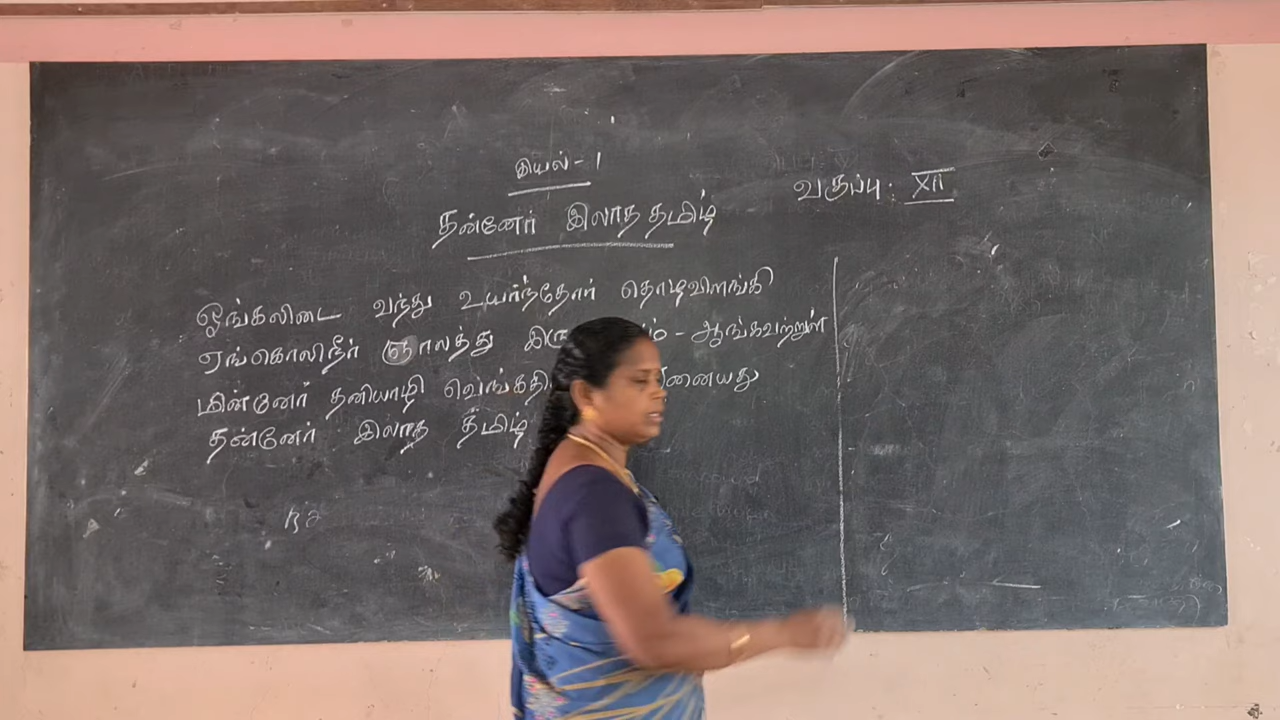 இயல் - 1
வகுப்பு : XII
தன்னேர் இலாத தமிழ்
ஓங்கலிடை வந்து உயர்ந்தோர் தொழவிளங்கி
ஏங்கொலிநீர் ஞாலத்து - ஆங்கவற்றுள்
மின்னேர் தனியாழி
தன்னேர் இலாத தமிழ்